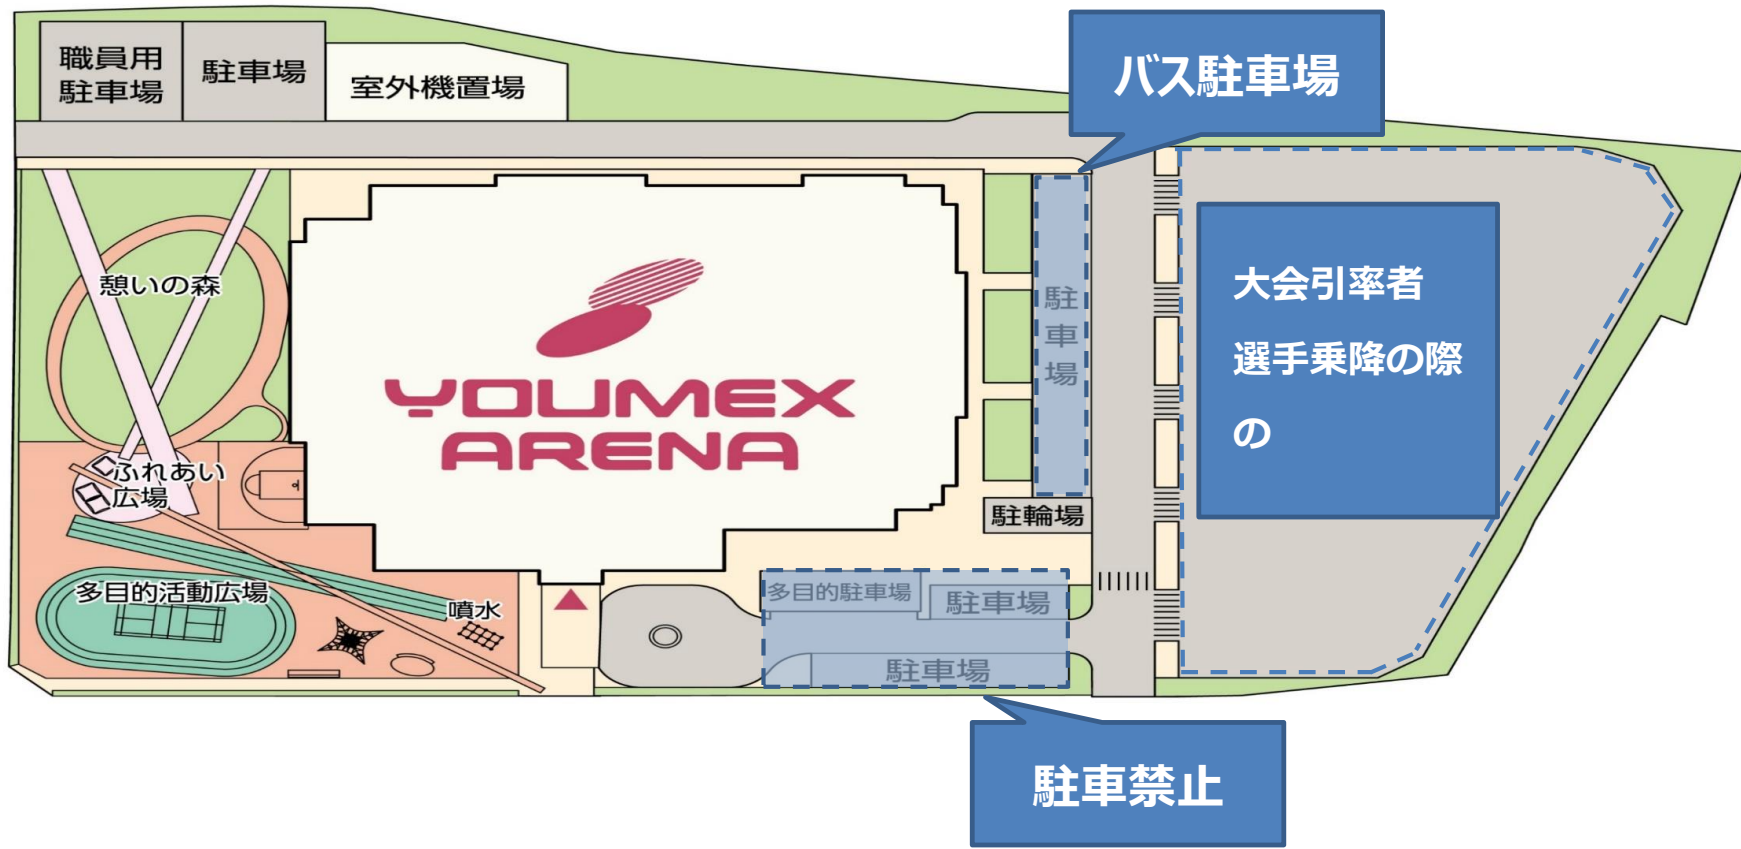 バス駐車場
職員用
駐車場
駐車場
室外機置場
憩いの森
YOUMEX
ARENA
駐
車
場
大会引率者
選手乗降の際
の
ふれあい
広場
駐輪場
多目的活動広場
噴水
多目的駐車場
駐車場
駐車場
駐車禁止